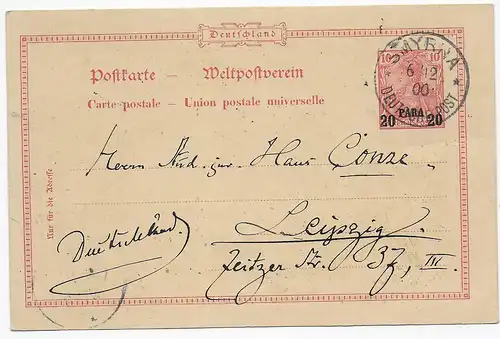 Deutschland
Postkarte — Weltpostverein
Carte postale — Union postale universelle
10 10
SMYRNA
6 12
00
DEUTSCHE POST
20 PARA 20
Nur für die Adresse
Herrn stud. jur. Hans Conze
Leipzig.
Deutschland.
Zeitzer Str. 37, III.